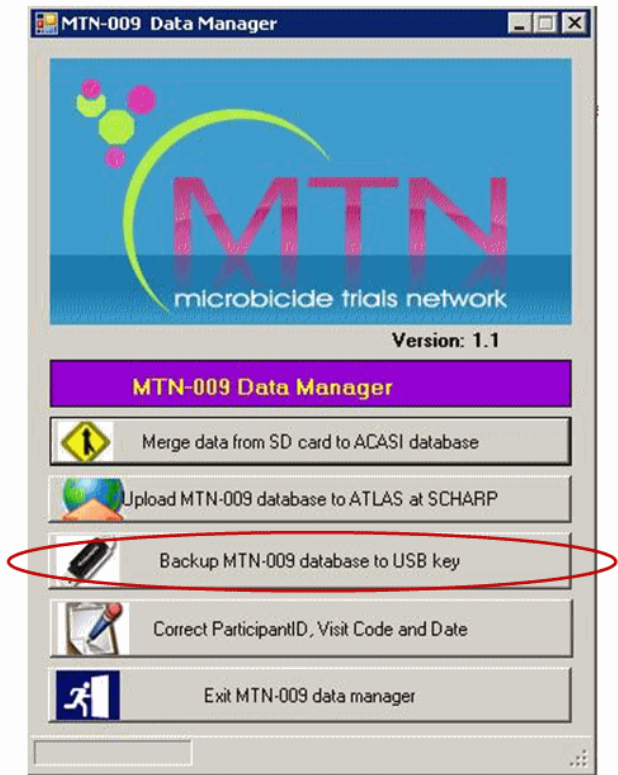 MTN-009 Data Manager
MTN
microbicide trials network
Version: 1.1
MTN-009 Data Manager
Merge data from SD card to ACASI database
Upload MTN-009 database to ATLAS at SCHARP
Backup MTN-009 database to USB key
Correct ParticipantID, Visit Code and Date
Exit MTN-009 data manager